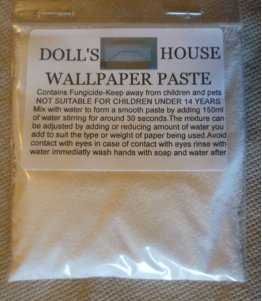 DOLL'S HOUSE
WALLPAPER PASTE
Contains Fungicide-Keep away from children and pets
NOT SUITABLE FOR CHILDREN UNDER 14 YEARS
Mix with water to form a smooth paste by adding 150ml
of water stirring for around 30 seconds.The mixture can
be adjusted by adding or reducing amount of water you
add to suit the type or weight of paper being used.Avoid
contact with eyes in case of contact with eyes rinse with
water immediatly wash hands with soap and water after